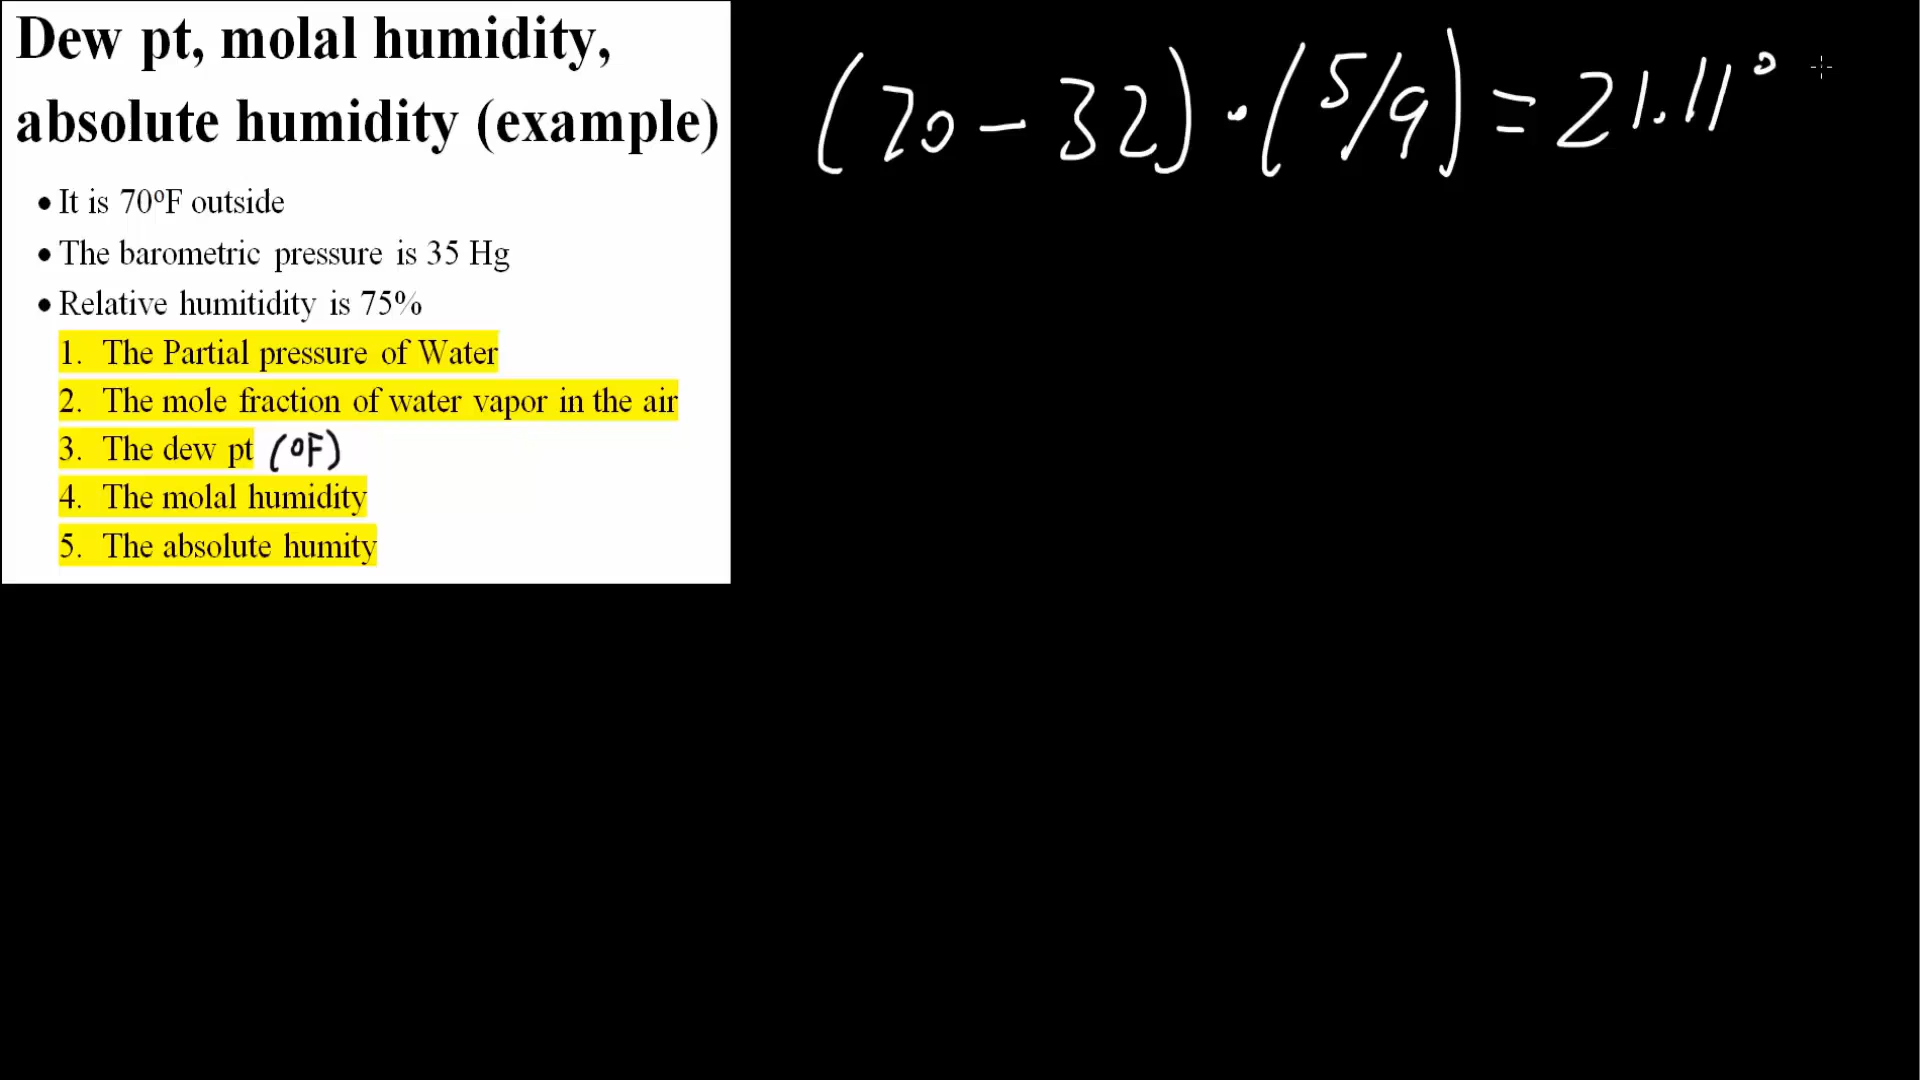 Dew pt, molal humidity,
absolute humidity (example)
• It is 70ºF outside
• The barometric pressure is 35 Hg
• Relative humitidity is 75%
1. The Partial pressure of Water
2. The mole fraction of water vapor in the air
3. The dew pt (ºF)
4. The molal humidity
5. The absolute humity
(70 - 32) · (5/9) = 21.11°